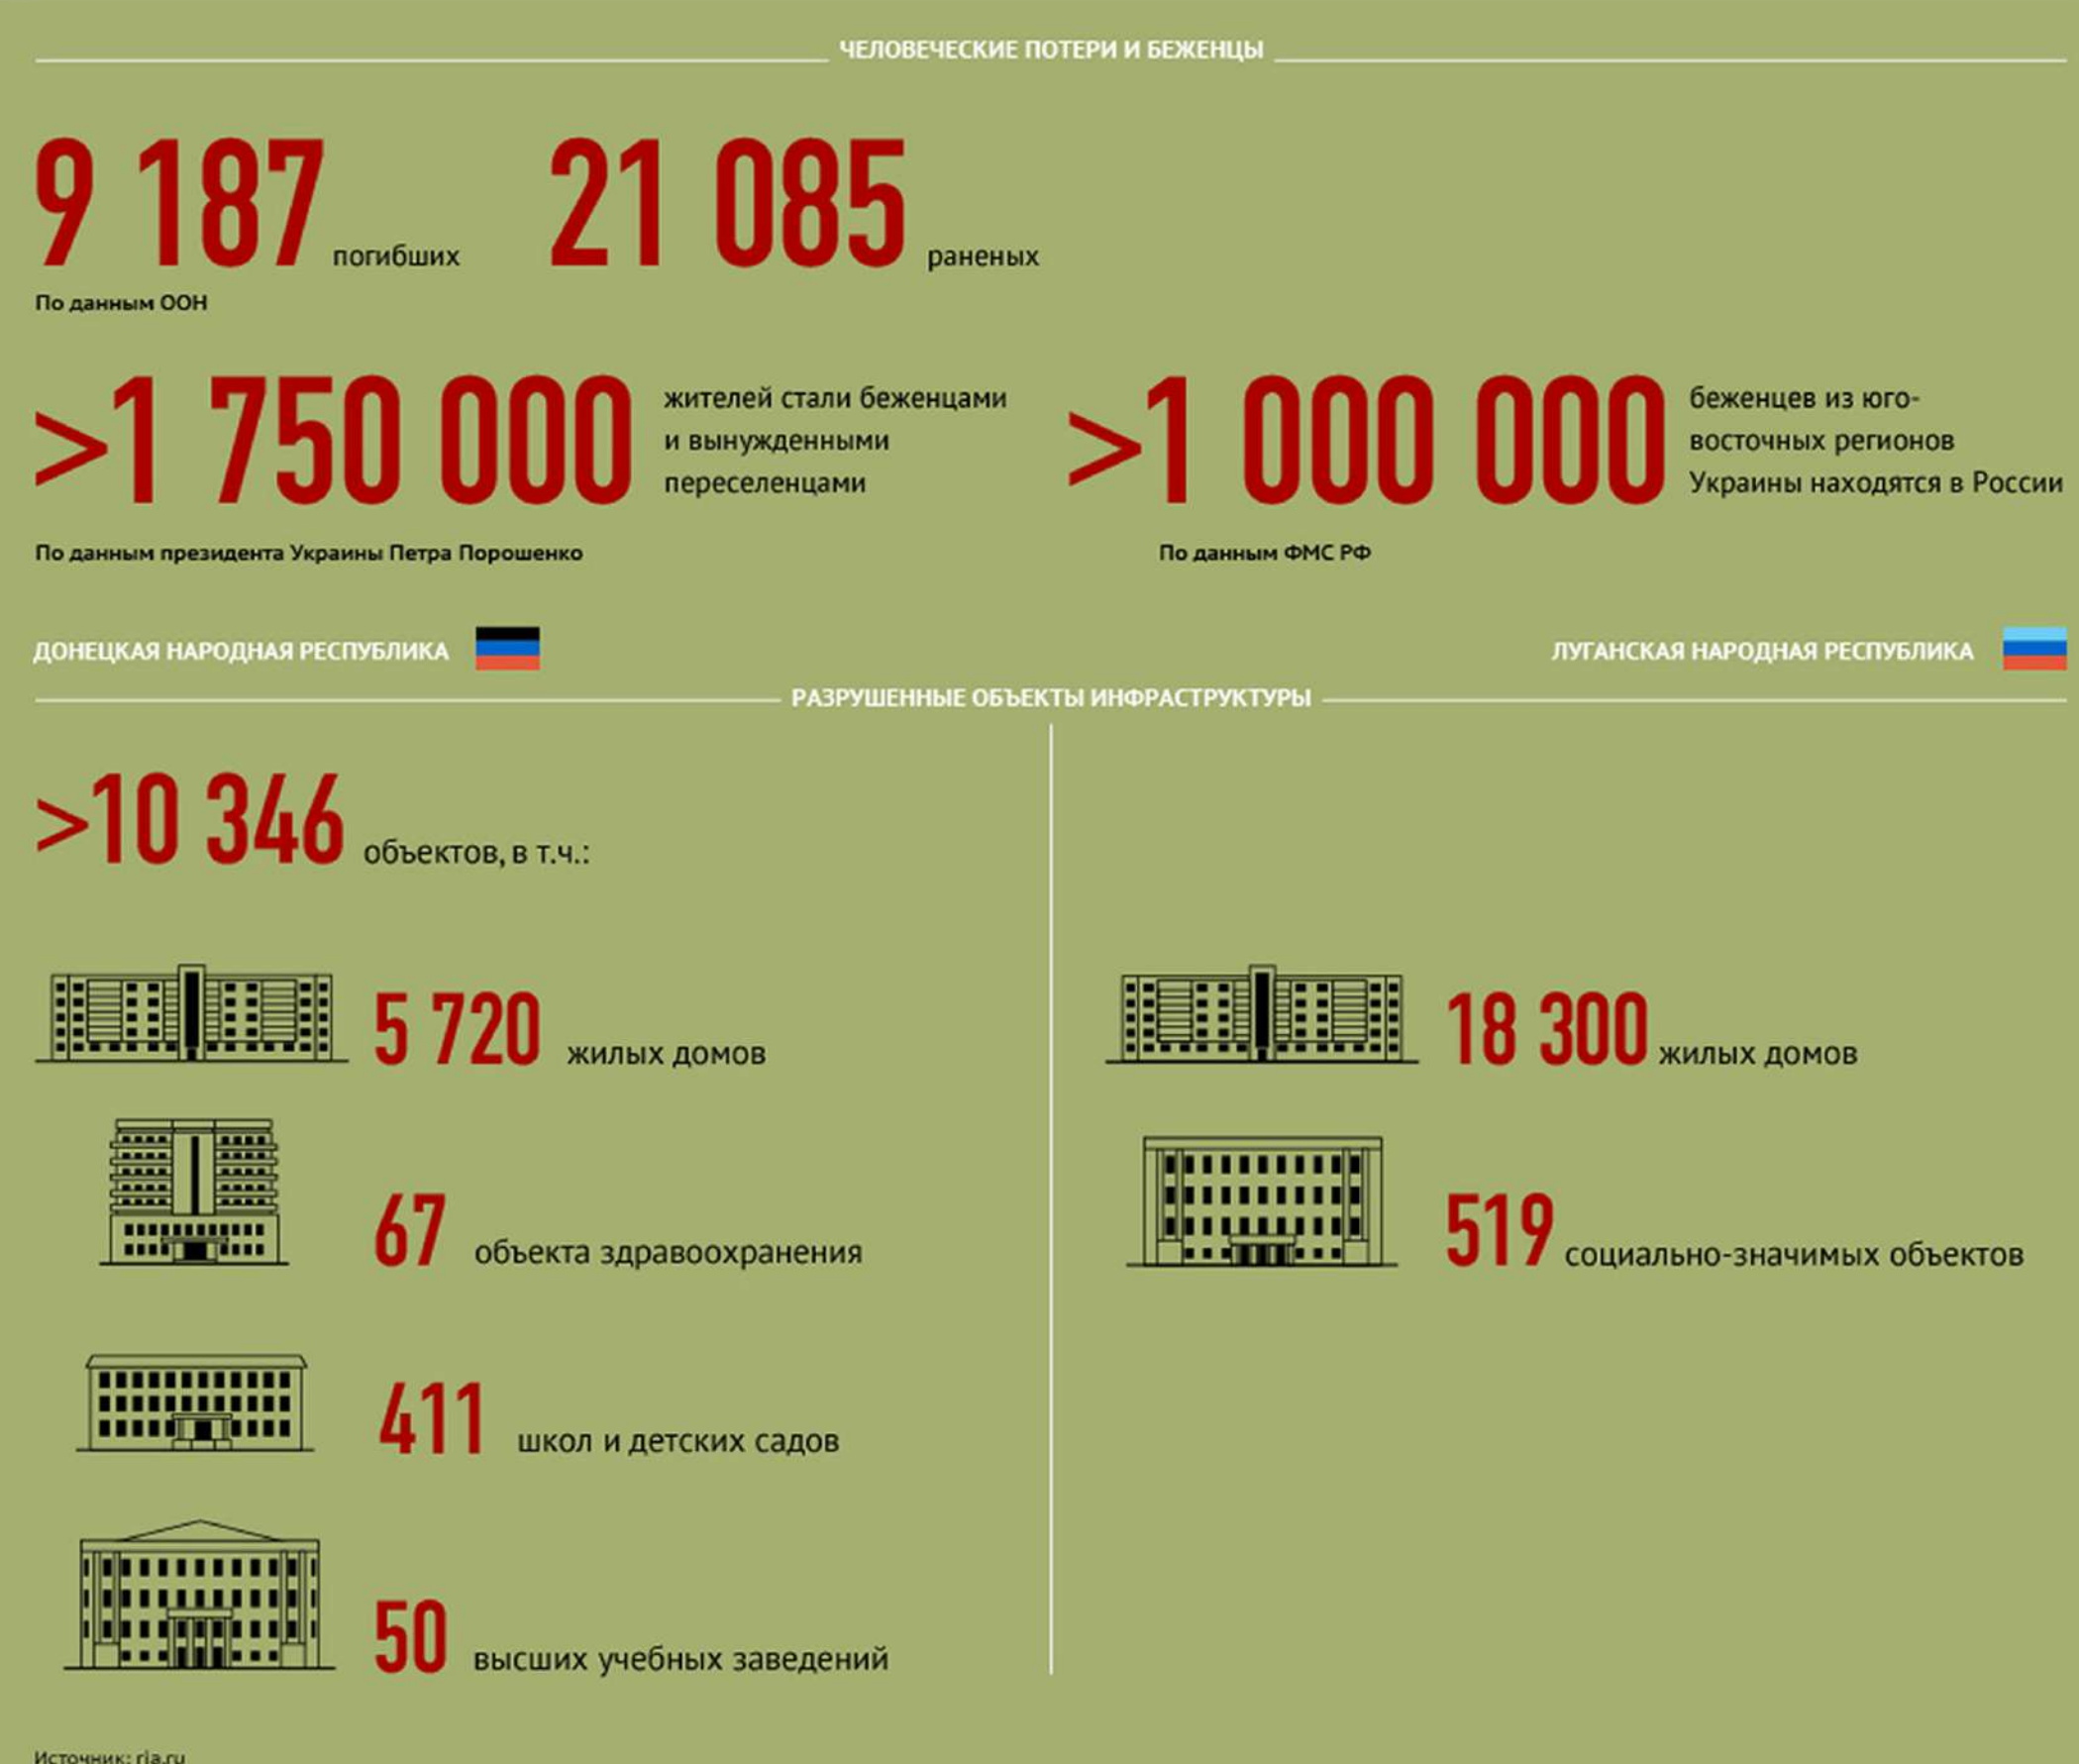 ЧЕЛОВЕЧЕСКИЕ ПОТЕРИ И БЕЖЕНЦЫ
9 187 погибших
21 085 раненых
По данным ООН
>1 750 000
жителей стали беженцами
и вынужденными
переселенцами
По данным президента Украины Петра Порошенко
>1 000 000
беженцев из юго-
восточных регионов
Украины находятся в России
По данным ФМС РФ
ДОНЕЦКАЯ НАРОДНАЯ РЕСПУБЛИКА
ЛУГАНСКАЯ НАРОДНАЯ РЕСПУБЛИКА
РАЗРУШЕННЫЕ ОБЪЕКТЫ ИНФРАСТРУКТУРЫ
>10 346 объектов, в т.ч.:
5 720 жилых домов
67 объекта здравоохранения
411 школ и детских садов
50 высших учебных заведений
18 300 жилых домов
519 социально-значимых объектов
Источник: ria.ru